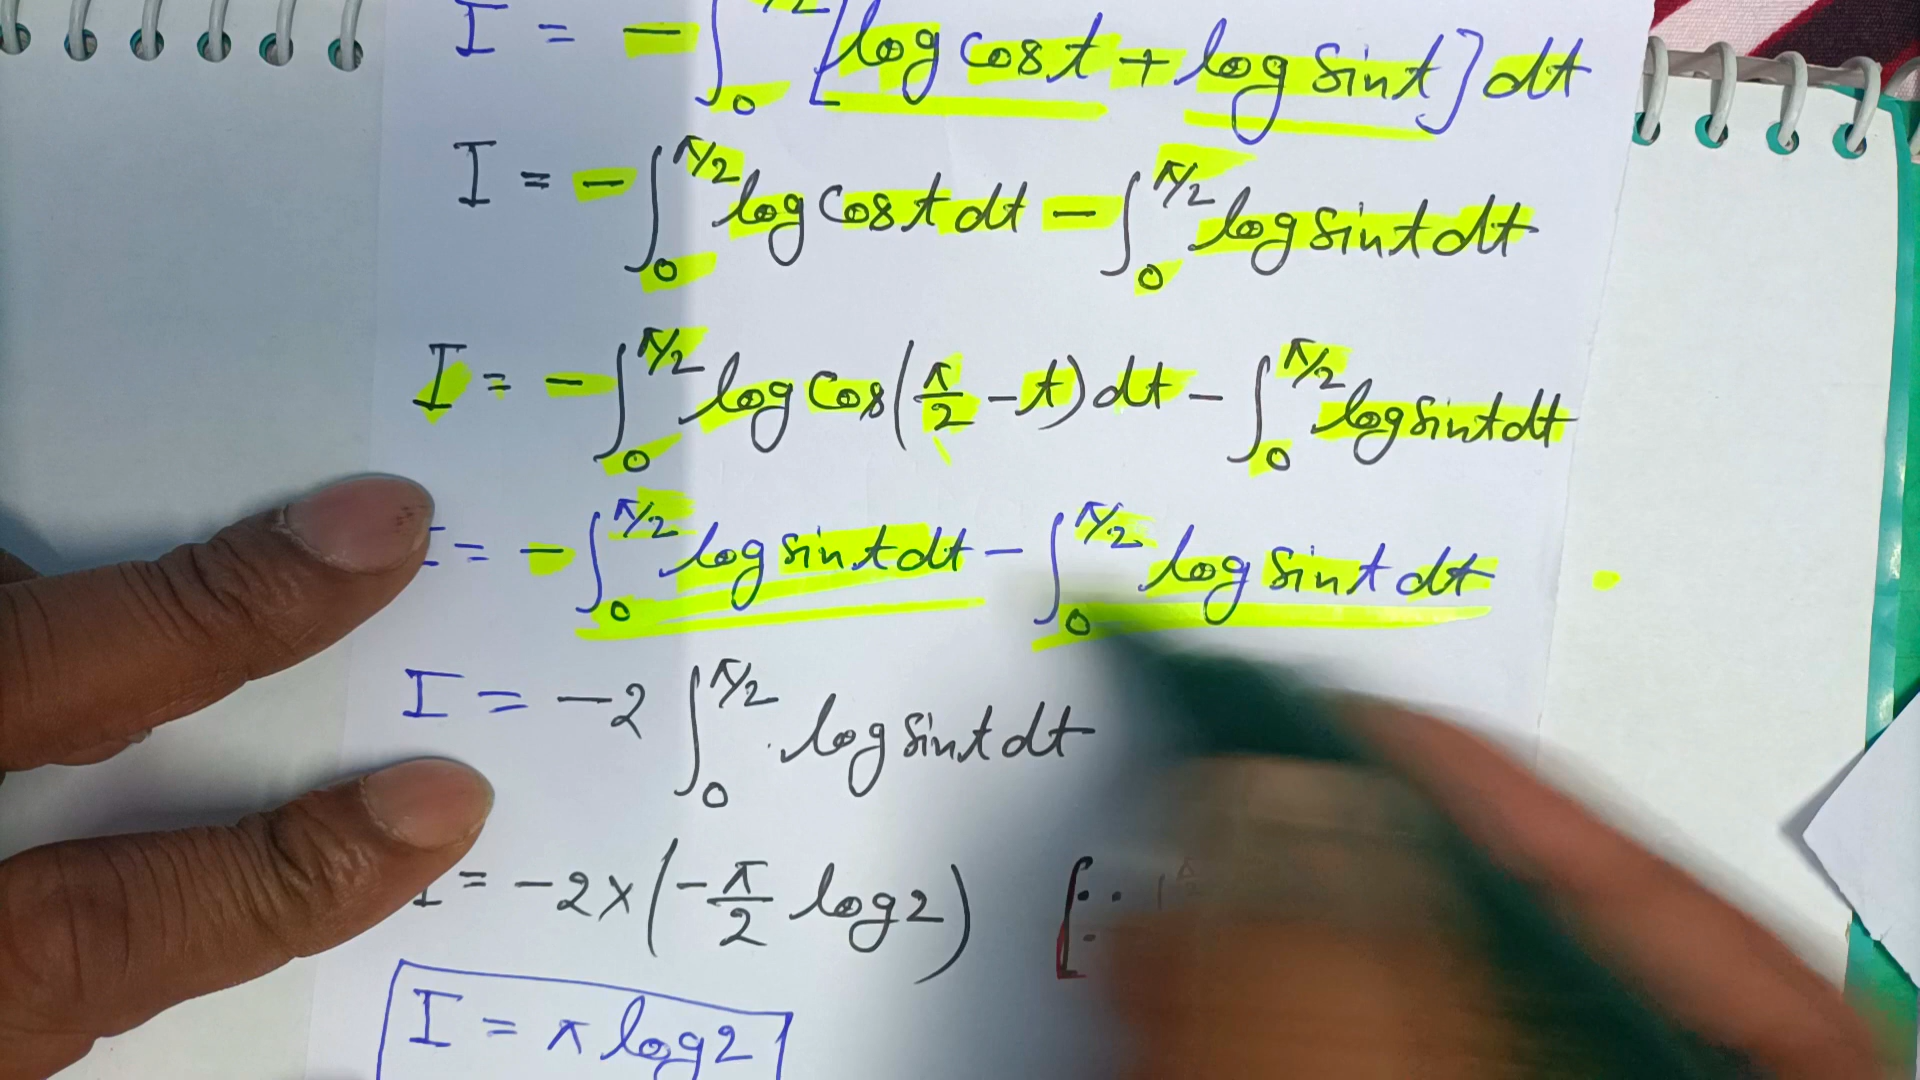 I = -∫₀^π/2 [log cos t + log sin t] dt
I = -∫₀^π/2 log cos t dt - ∫₀^π/2 log sin t dt
I = -∫₀^π/2 log cos(π/2 - t) dt - ∫₀^π/2 log sin t dt
I = -∫₀^π/2 log sin t dt - ∫₀^π/2 log sin t dt
I = -2 ∫₀^π/2 log sin t dt
I = -2 × (-π/2 log 2) [∵
I = π log 2